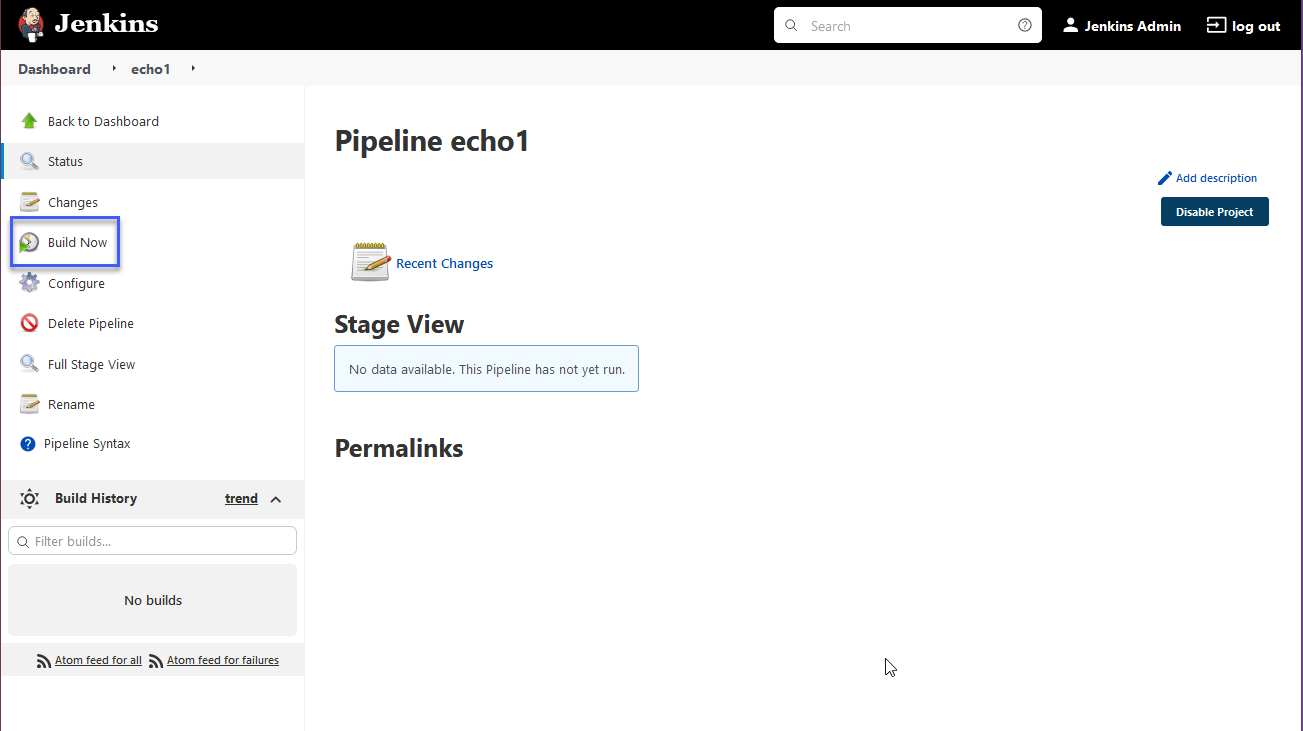 Jenkins
Search
Jenkins Admin
log out
Dashboard
echo1
Back to Dashboard
Status
Changes
Build Now
Configure
Delete Pipeline
Full Stage View
Rename
Pipeline Syntax
Build History
trend
Filter builds...
No builds
Atom feed for all
Atom feed for failures
Pipeline echo1
Add description
Disable Project
Recent Changes
Stage View
No data available. This Pipeline has not yet run.
Permalinks